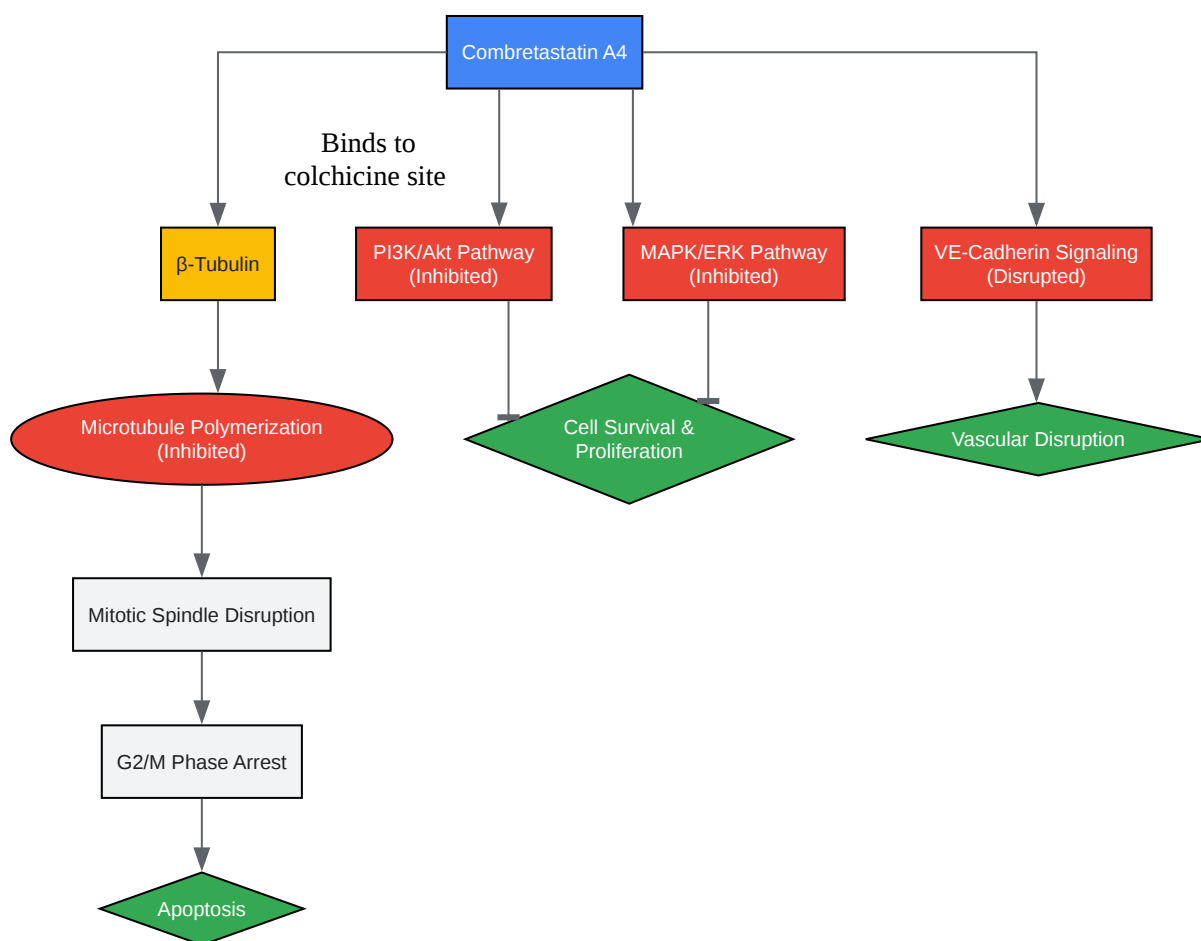 Combretastatin A4
Binds to
colchicine site
β-Tubulin
PI3K/Akt Pathway
(Inhibited)
MAPK/ERK Pathway
(Inhibited)
VE-Cadherin Signaling
(Disrupted)
Microtubule Polymerization
(Inhibited)
Cell Survival &
Proliferation
Vascular Disruption
Mitotic Spindle Disruption
G2/M Phase Arrest
Apoptosis